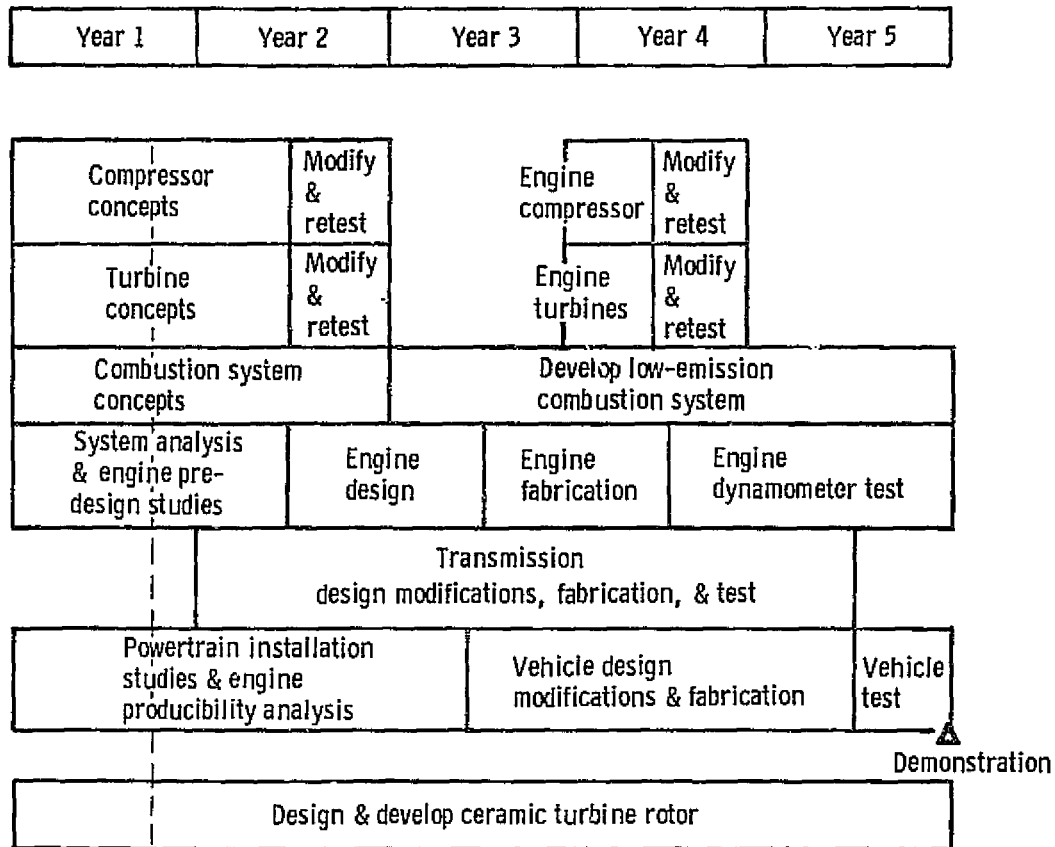 Year 1 Year 2 Year 3 Year 4 Year 5
Compressor
concepts
Modify
&
retest
Engine
compressor
Modify
&
retest
Turbine
concepts
Modify
&
retest
Engine
turbines
Modify
&
retest
Combustion system
concepts
Develop low-emission
combustion system
System analysis
& engine pre-
design studies
Engine
design
Engine
fabrication
Engine
dynamometer test
Transmission
design modifications, fabrication, & test
Powertrain installation
studies & engine
producibility analysis
Vehicle design
modifications & fabrication
Vehicle
test
Demonstration
Design & develop ceramic turbine rotor